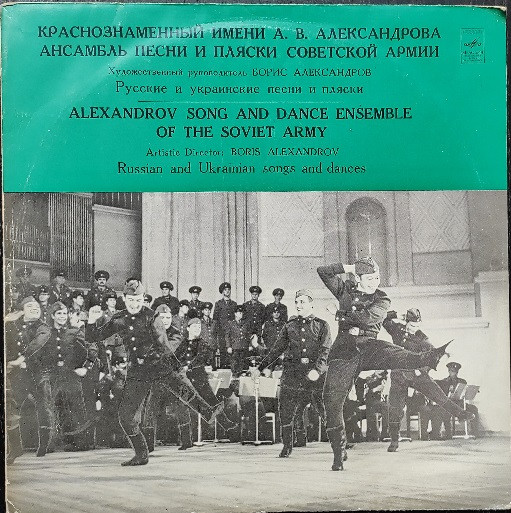 КРАСНОЗНАМЕННЫЙ ИМЕНИ А. В. АЛЕКСАНДРОВА
АНСАМБЛЬ ПЕСНИ И ПЛЯСКИ СОВЕТСКОЙ АРМИИ
Художественный руководитель БОРИС АЛЕКСАНДРОВ
Русские и украинские песни и пляски
ALEXANDROV SONG AND DANCE ENSEMBLE
OF THE SOVIET ARMY
Artistic Director BORIS ALEXANDROV
Russian and Ukrainian songs and dances